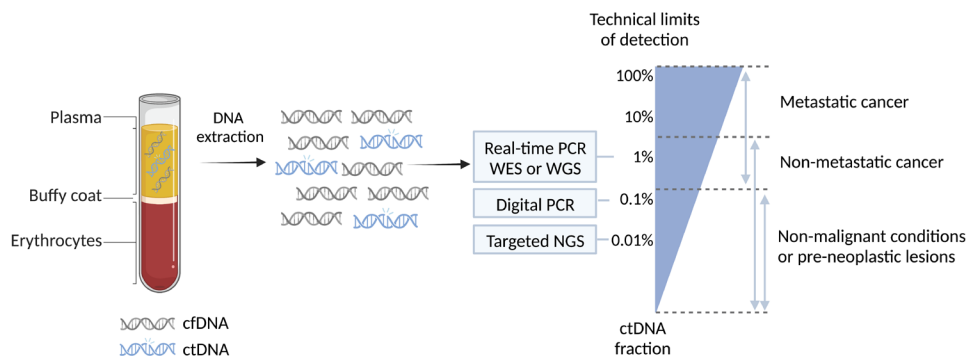 Plasma
Buffy coat
Erythrocytes
DNA
extraction
cfDNA
ctDNA
Real-time PCR
WES or WGS
Digital PCR
Targeted NGS
Technical limits
of detection
100%
10%
1%
0.1%
0.01%
ctDNA
fraction
Metastatic cancer
Non-metastatic cancer
Non-malignant conditions
or pre-neoplastic lesions